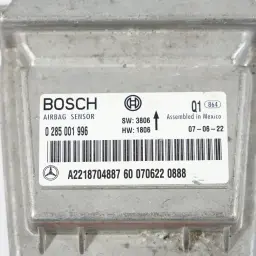 BOSCH Q1 864
AIRBAG SENSOR SW: 3806 Assembled in Mexico
0 285 001 996 HW: 1806 07-06-22
A2218704887 60 070622 0888